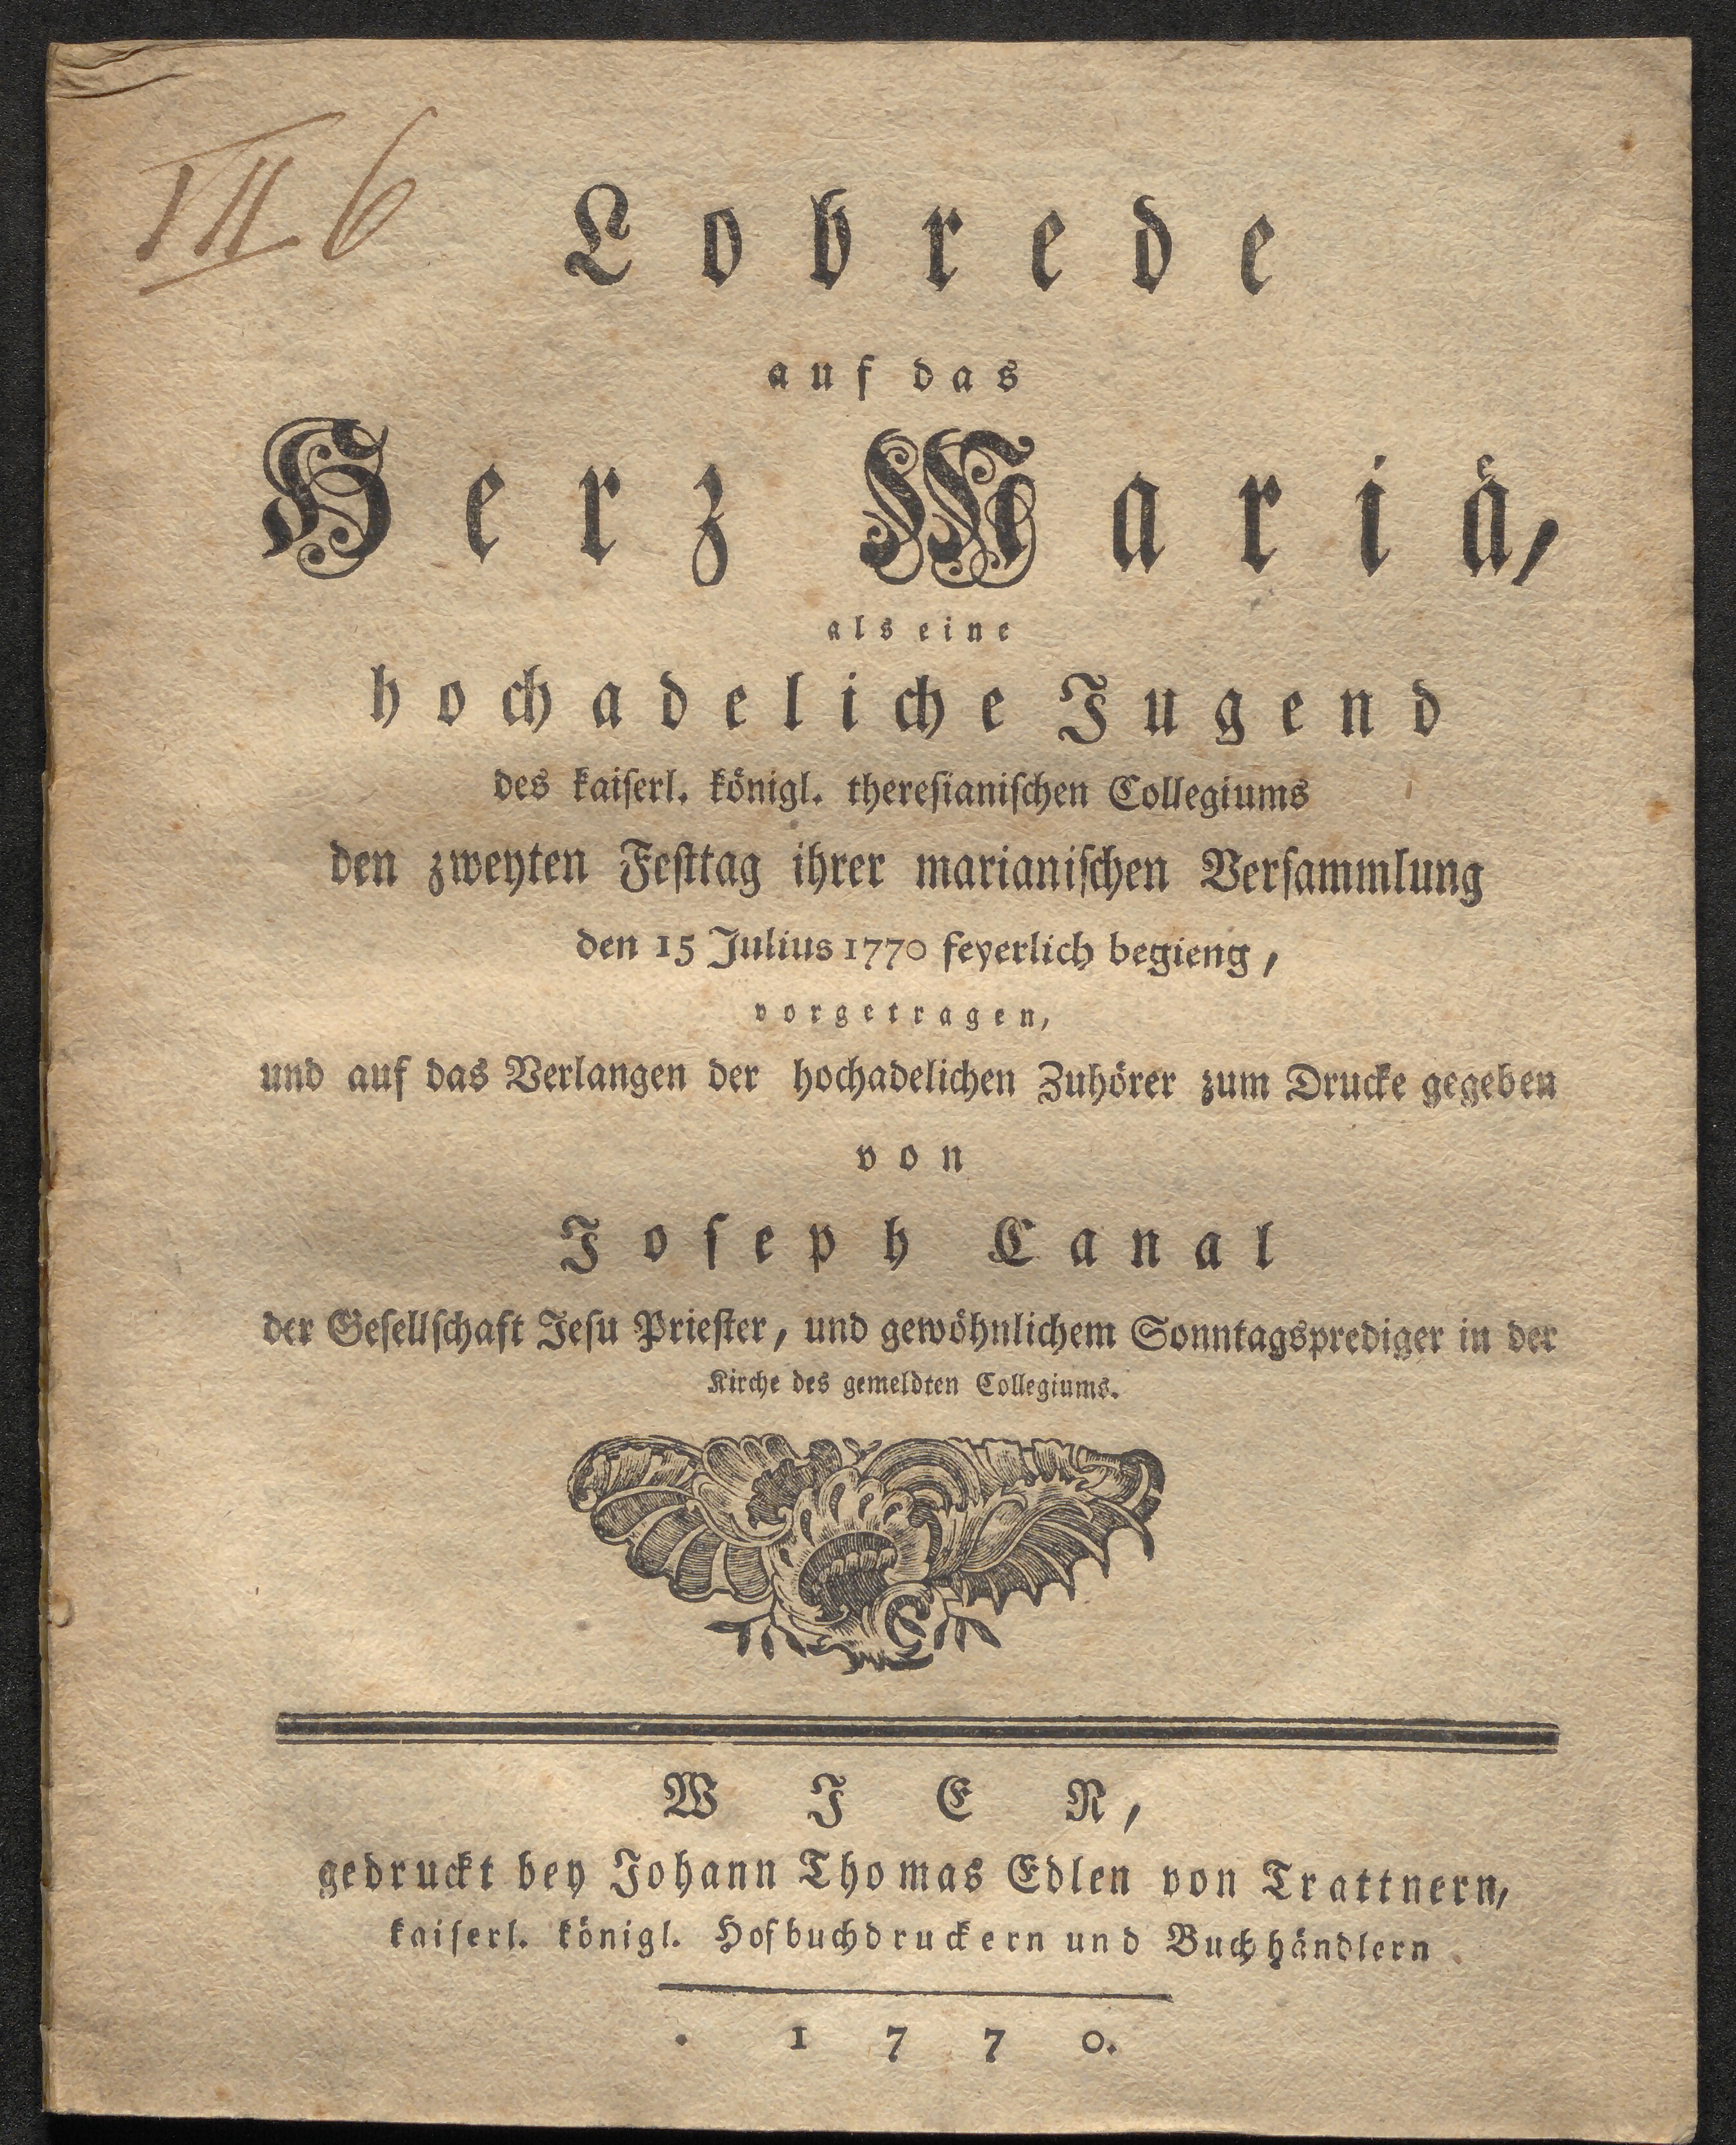 VII 6
Lobrede
auf das
Herz Mariä,
als eine
hochadeliche Jugend
des kaiserl. königl. theresianischen Collegiums
den zweyten Festtag ihrer marianischen Versammlung
den 15 Julius 1770 feyerlich begieng,
vorgetragen,
und auf das Verlangen der hochadelichen Zuhörer zum Drucke gegeben
von
Joseph Canal
der Gesellschaft Jesu Priester, und gewöhnlichem Sonntagsprediger in der
Kirche des gemeldten Collegiums.
WIEN,
gedruckt bey Johann Thomas Edlen von Trattnern,
kaiserl. königl. Hofbuchdruckern und Buchhändlern.
1770.